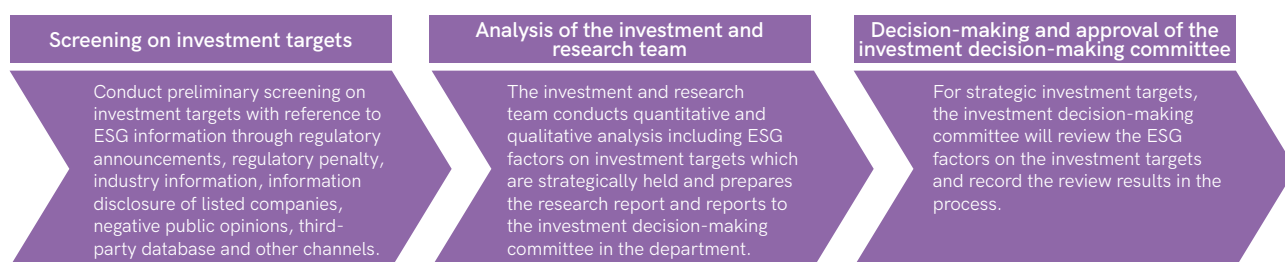 Screening on investment targets
Conduct preliminary screening on
investment targets with reference to
ESG information through regulatory
announcements, regulatory penalty,
industry information, information
disclosure of listed companies,
negative public opinions, third-
party database and other channels.
Analysis of the investment and
research team
The investment and research
team conducts quantitative and
qualitative analysis including ESG
factors on investment targets which
are strategically held and prepares
the research report and reports to
the investment decision-making
committee in the department.
Decision-making and approval of the
investment decision-making committee
For strategic investment targets,
the investment decision-making
committee will review the ESG
factors on the investment targets
and record the review results in the
process.